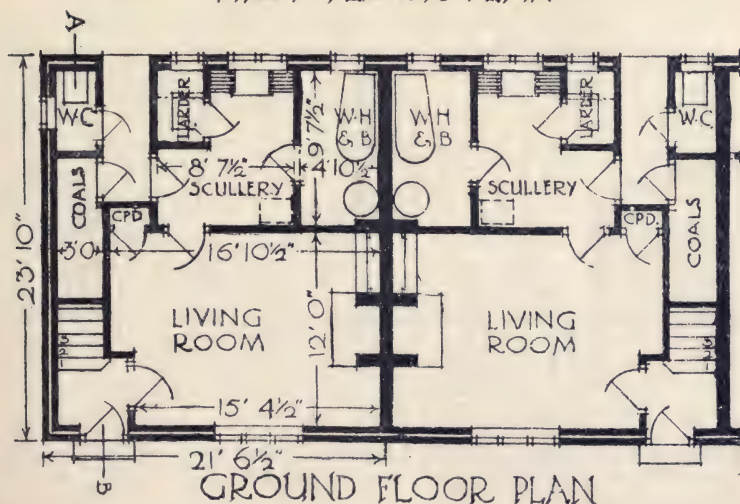 A
W.C.
LARDER
W.H. & B
W.H. & B
LARDER
W.C.
8' 7½"
9' 7½"
4' 10½"
SCULLERY
SCULLERY
COALS
CPD.
CPD.
COALS
23' 10"
3' 0"
16' 10½"
LIVING ROOM
12' 0"
LIVING ROOM
UP
UP
15' 4½"
21' 6½"
B
GROUND FLOOR PLAN